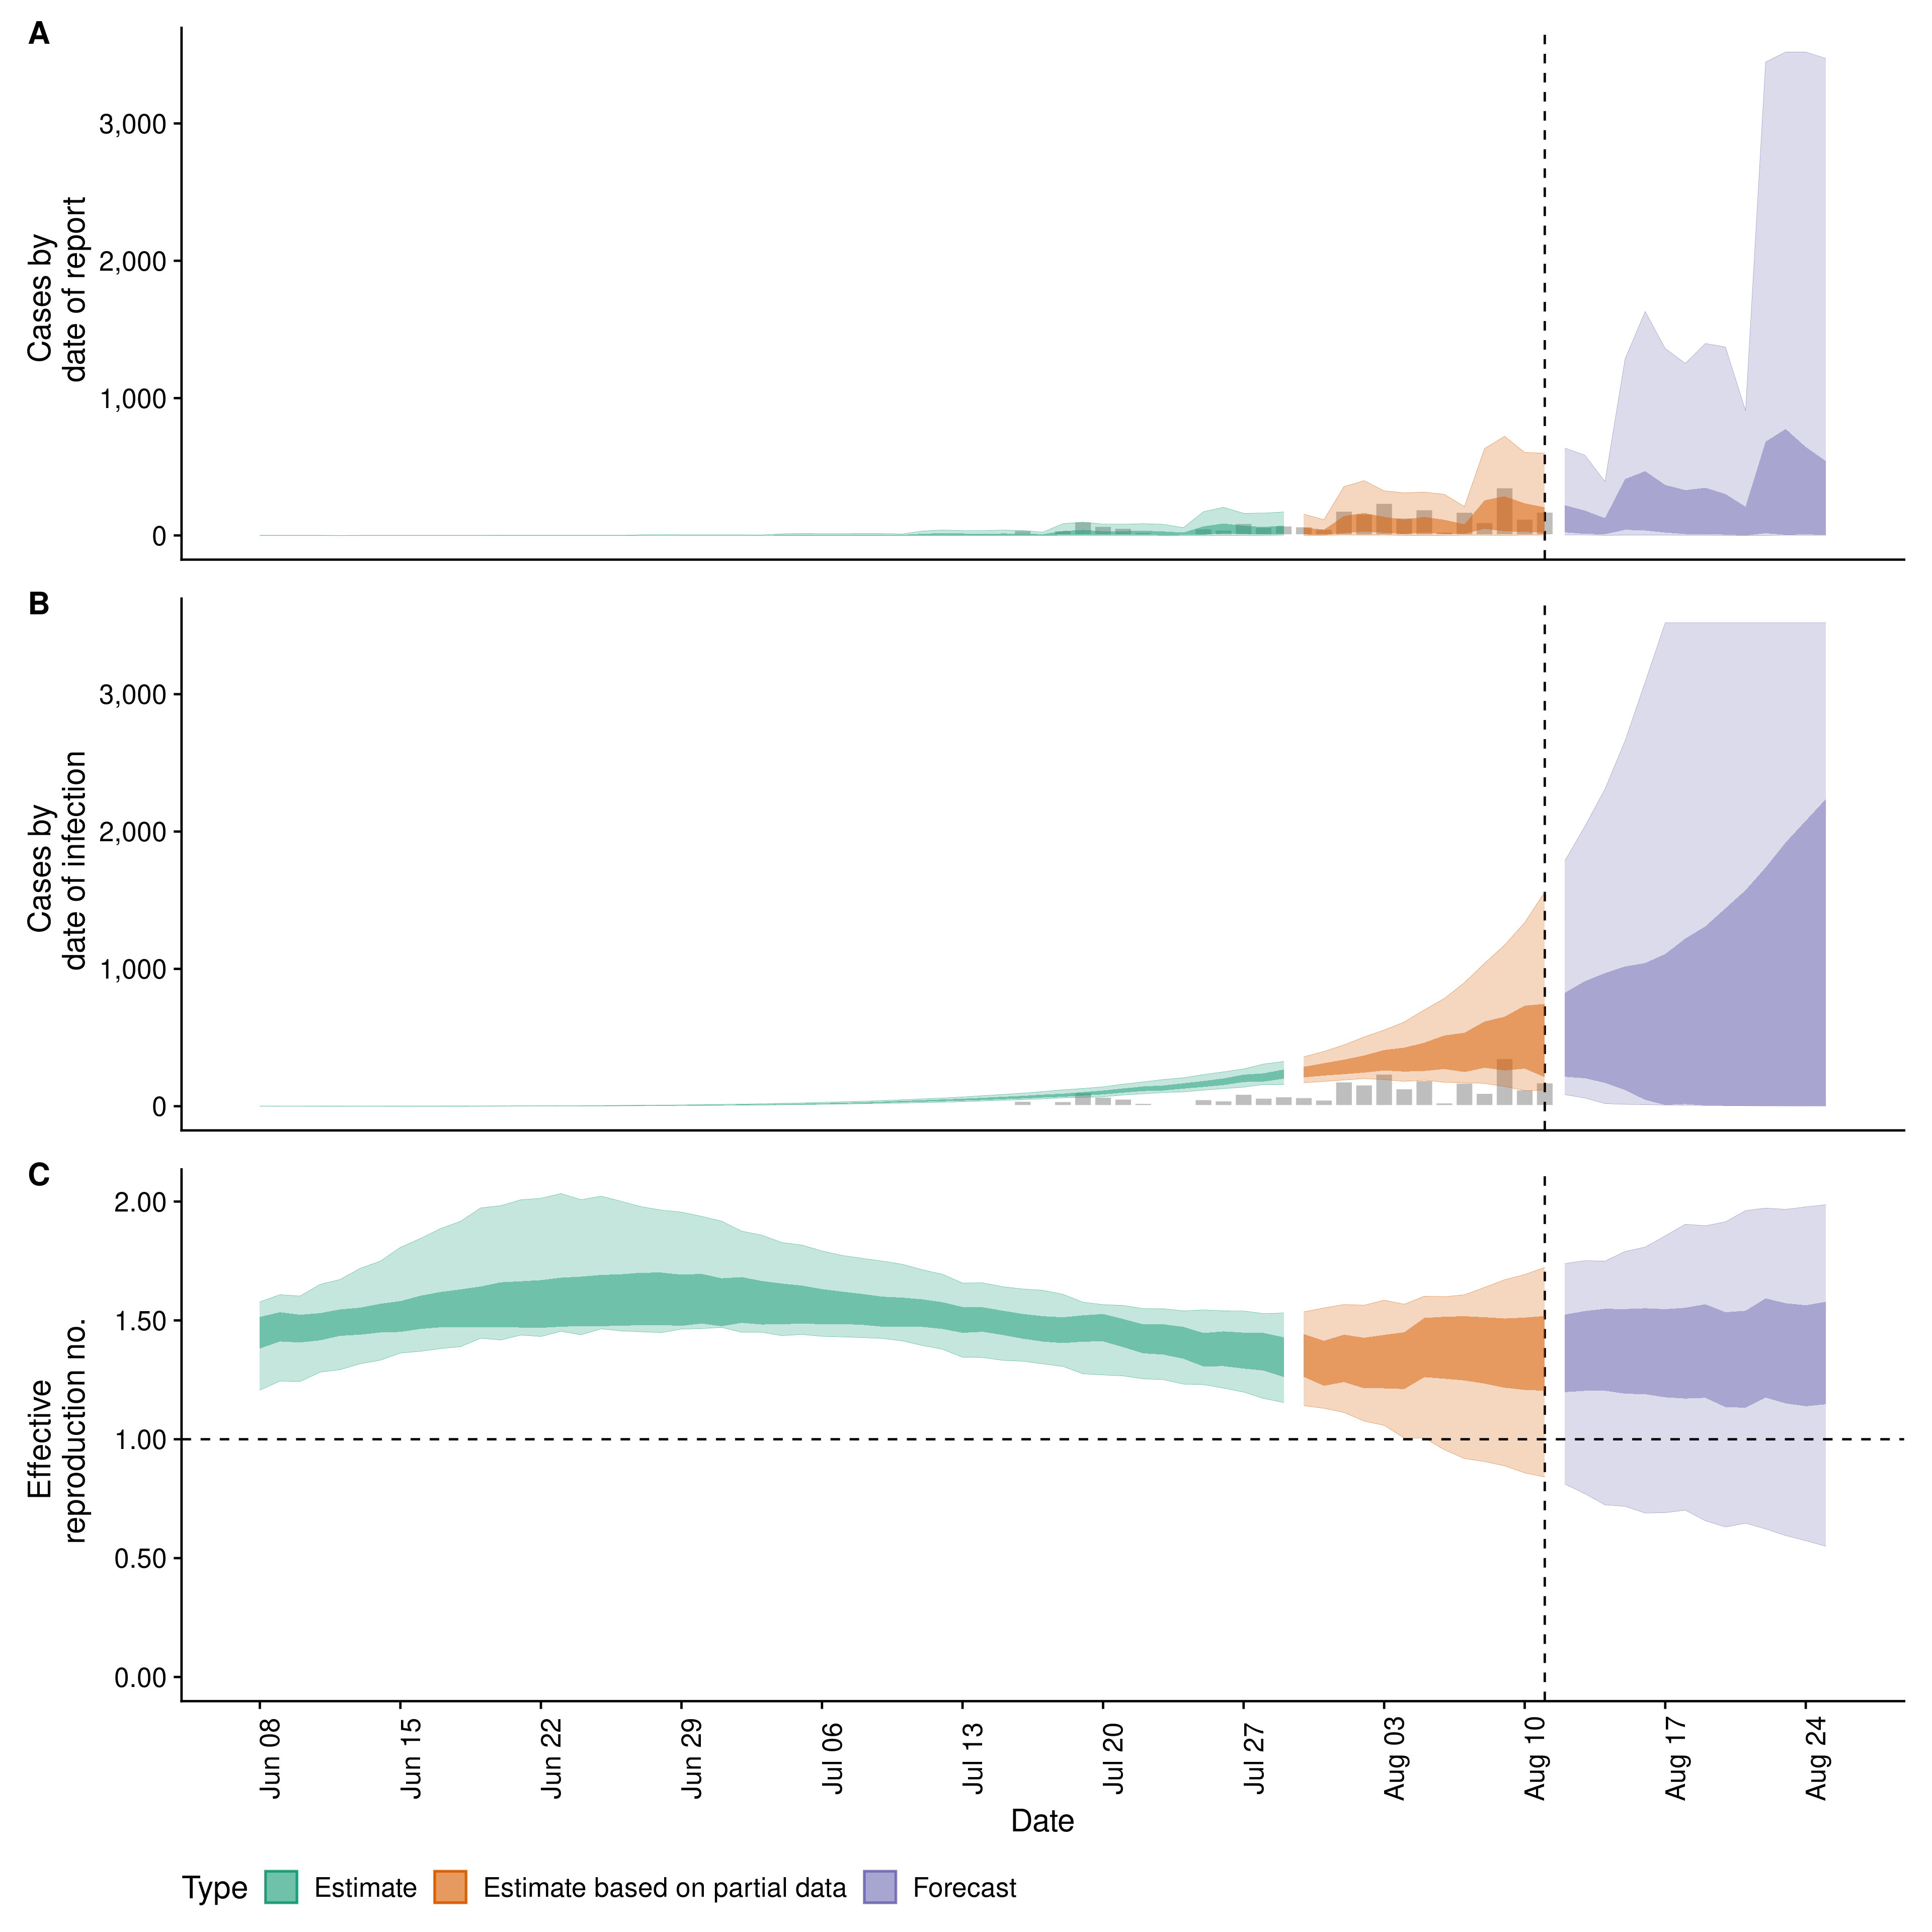 A
Cases by
date of report
3,000
2,000
1,000
0
B
Cases by
date of infection
3,000
2,000
1,000
0
C
Effective
reproduction no.
2.00
1.50
1.00
0.50
0.00
Jun 08
Jun 15
Jun 22
Jun 29
Jul 06
Jul 13
Jul 20
Jul 27
Aug 03
Aug 10
Aug 17
Aug 24
Date
Type Estimate Estimate based on partial data Forecast